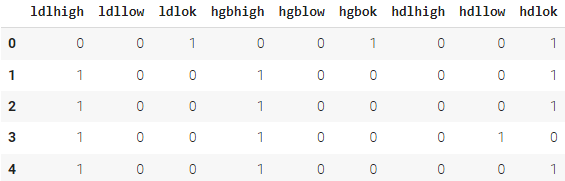 ldlhigh ldllow ldlok hgbhigh hgblow hgbok hdlhigh hdllow hdlok
0 0 0 1 0 0 1 0 0 1
1 1 0 0 1 0 0 0 0 1
2 1 0 0 1 0 0 0 0 1
3 1 0 0 1 0 0 0 1 0
4 1 0 0 1 0 0 0 0 1